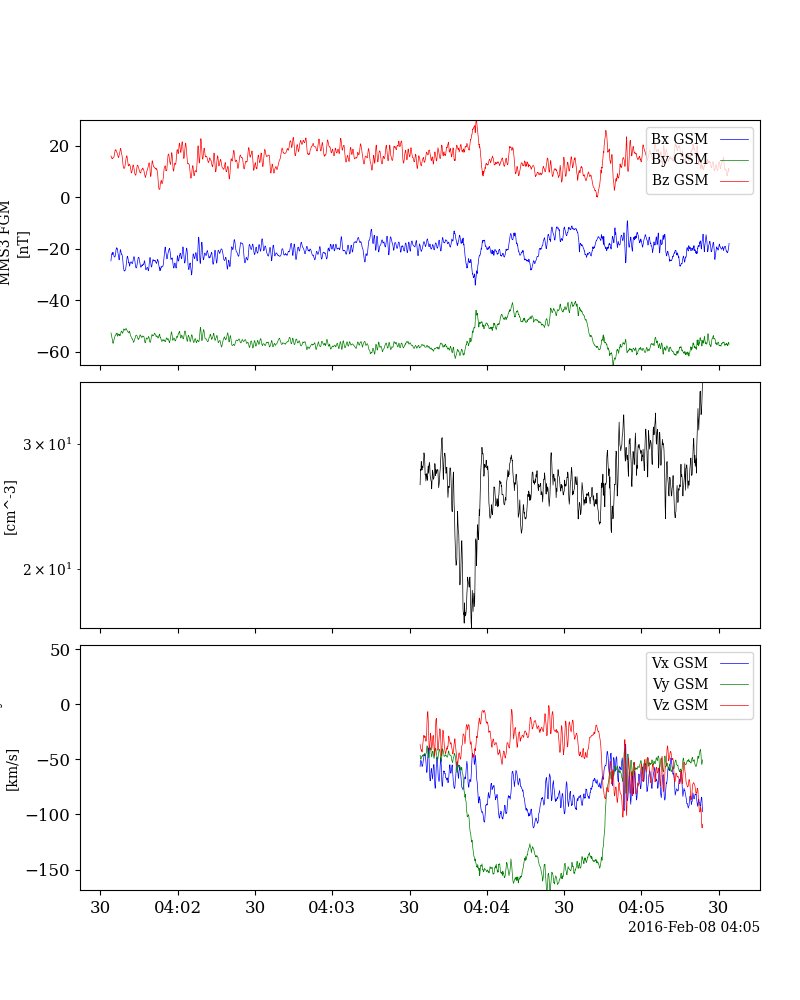 20
0
−20
−40
−60
MMS3 FGM
[nT]
Bx GSM
By GSM
Bz GSM
3 × 10¹
2 × 10¹
[cm^-3]
50
0
−50
−100
−150
[km/s]
Vx GSM
Vy GSM
Vz GSM
30 04:02 30 04:03 30 04:04 30 04:05 30
2016-Feb-08 04:05